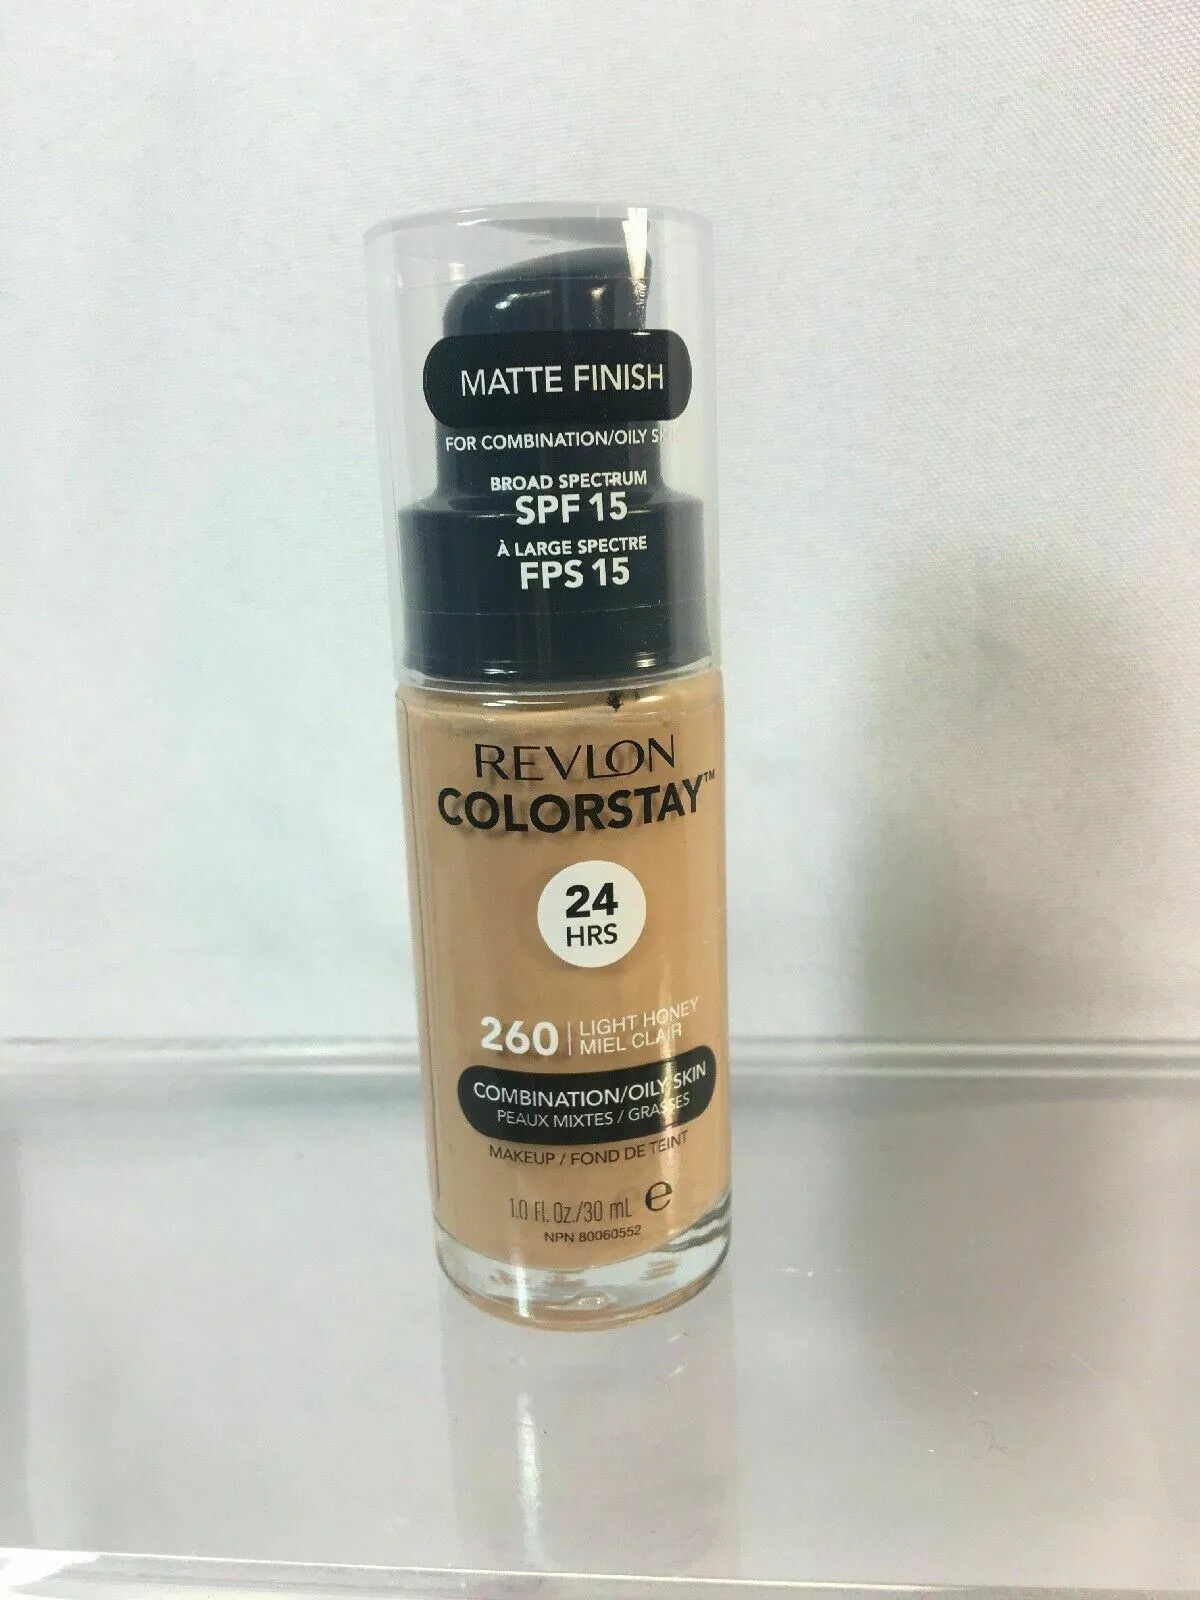 MATTE FINISH
FOR COMBINATION/OILY SKIN
BROAD SPECTRUM
SPF 15
À LARGE SPECTRE
FPS 15
REVLON
COLORSTAY™
24
HRS
260 | LIGHT HONEY
MIEL CLAIR
COMBINATION/OILY SKIN
PEAUX MIXTES / GRASSES
MAKEUP / FOND DE TEINT
1.0 Fl. Oz./30 mL ℮
NPN 80060552